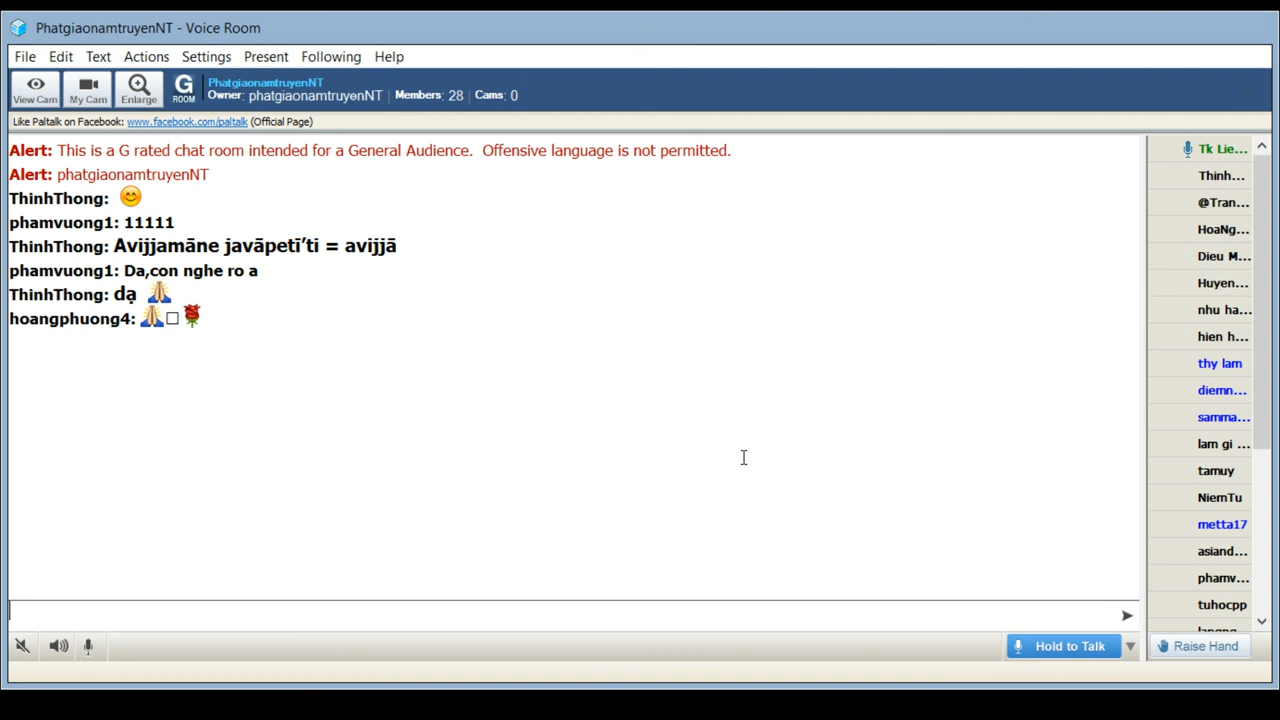 PhatgiaonamtruyenNT - Voice Room
File Edit Text Actions Settings Present Following Help
View Cam My Cam Enlarge G ROOM
PhatgiaonamtruyenNT
Owner: phatgiaonamtruyenNT | Members: 28 | Cams: 0
Like Paltalk on Facebook: www.facebook.com/paltalk (Official Page)
Alert: This is a G rated chat room intended for a General Audience. Offensive language is not permitted.
Alert: phatgiaonamtruyenNT
ThinhThong: 😊
phamvuong1: 11111
ThinhThong: Avijjamāne javāpetī’ti = avijjā
phamvuong1: Da,con nghe ro a
ThinhThong: dạ 🙏
hoangphuong4: 🙏□🌹
Tk Lie...
Thinh...
@Tran...
HoaNg...
Dieu M...
Huyen...
nhu ha...
hien h...
thy lam
diemn...
samma...
lam gi ...
tamuy
NiemTu
metta17
asiand...
phamv...
tuhocpp
Hold to Talk
Raise Hand